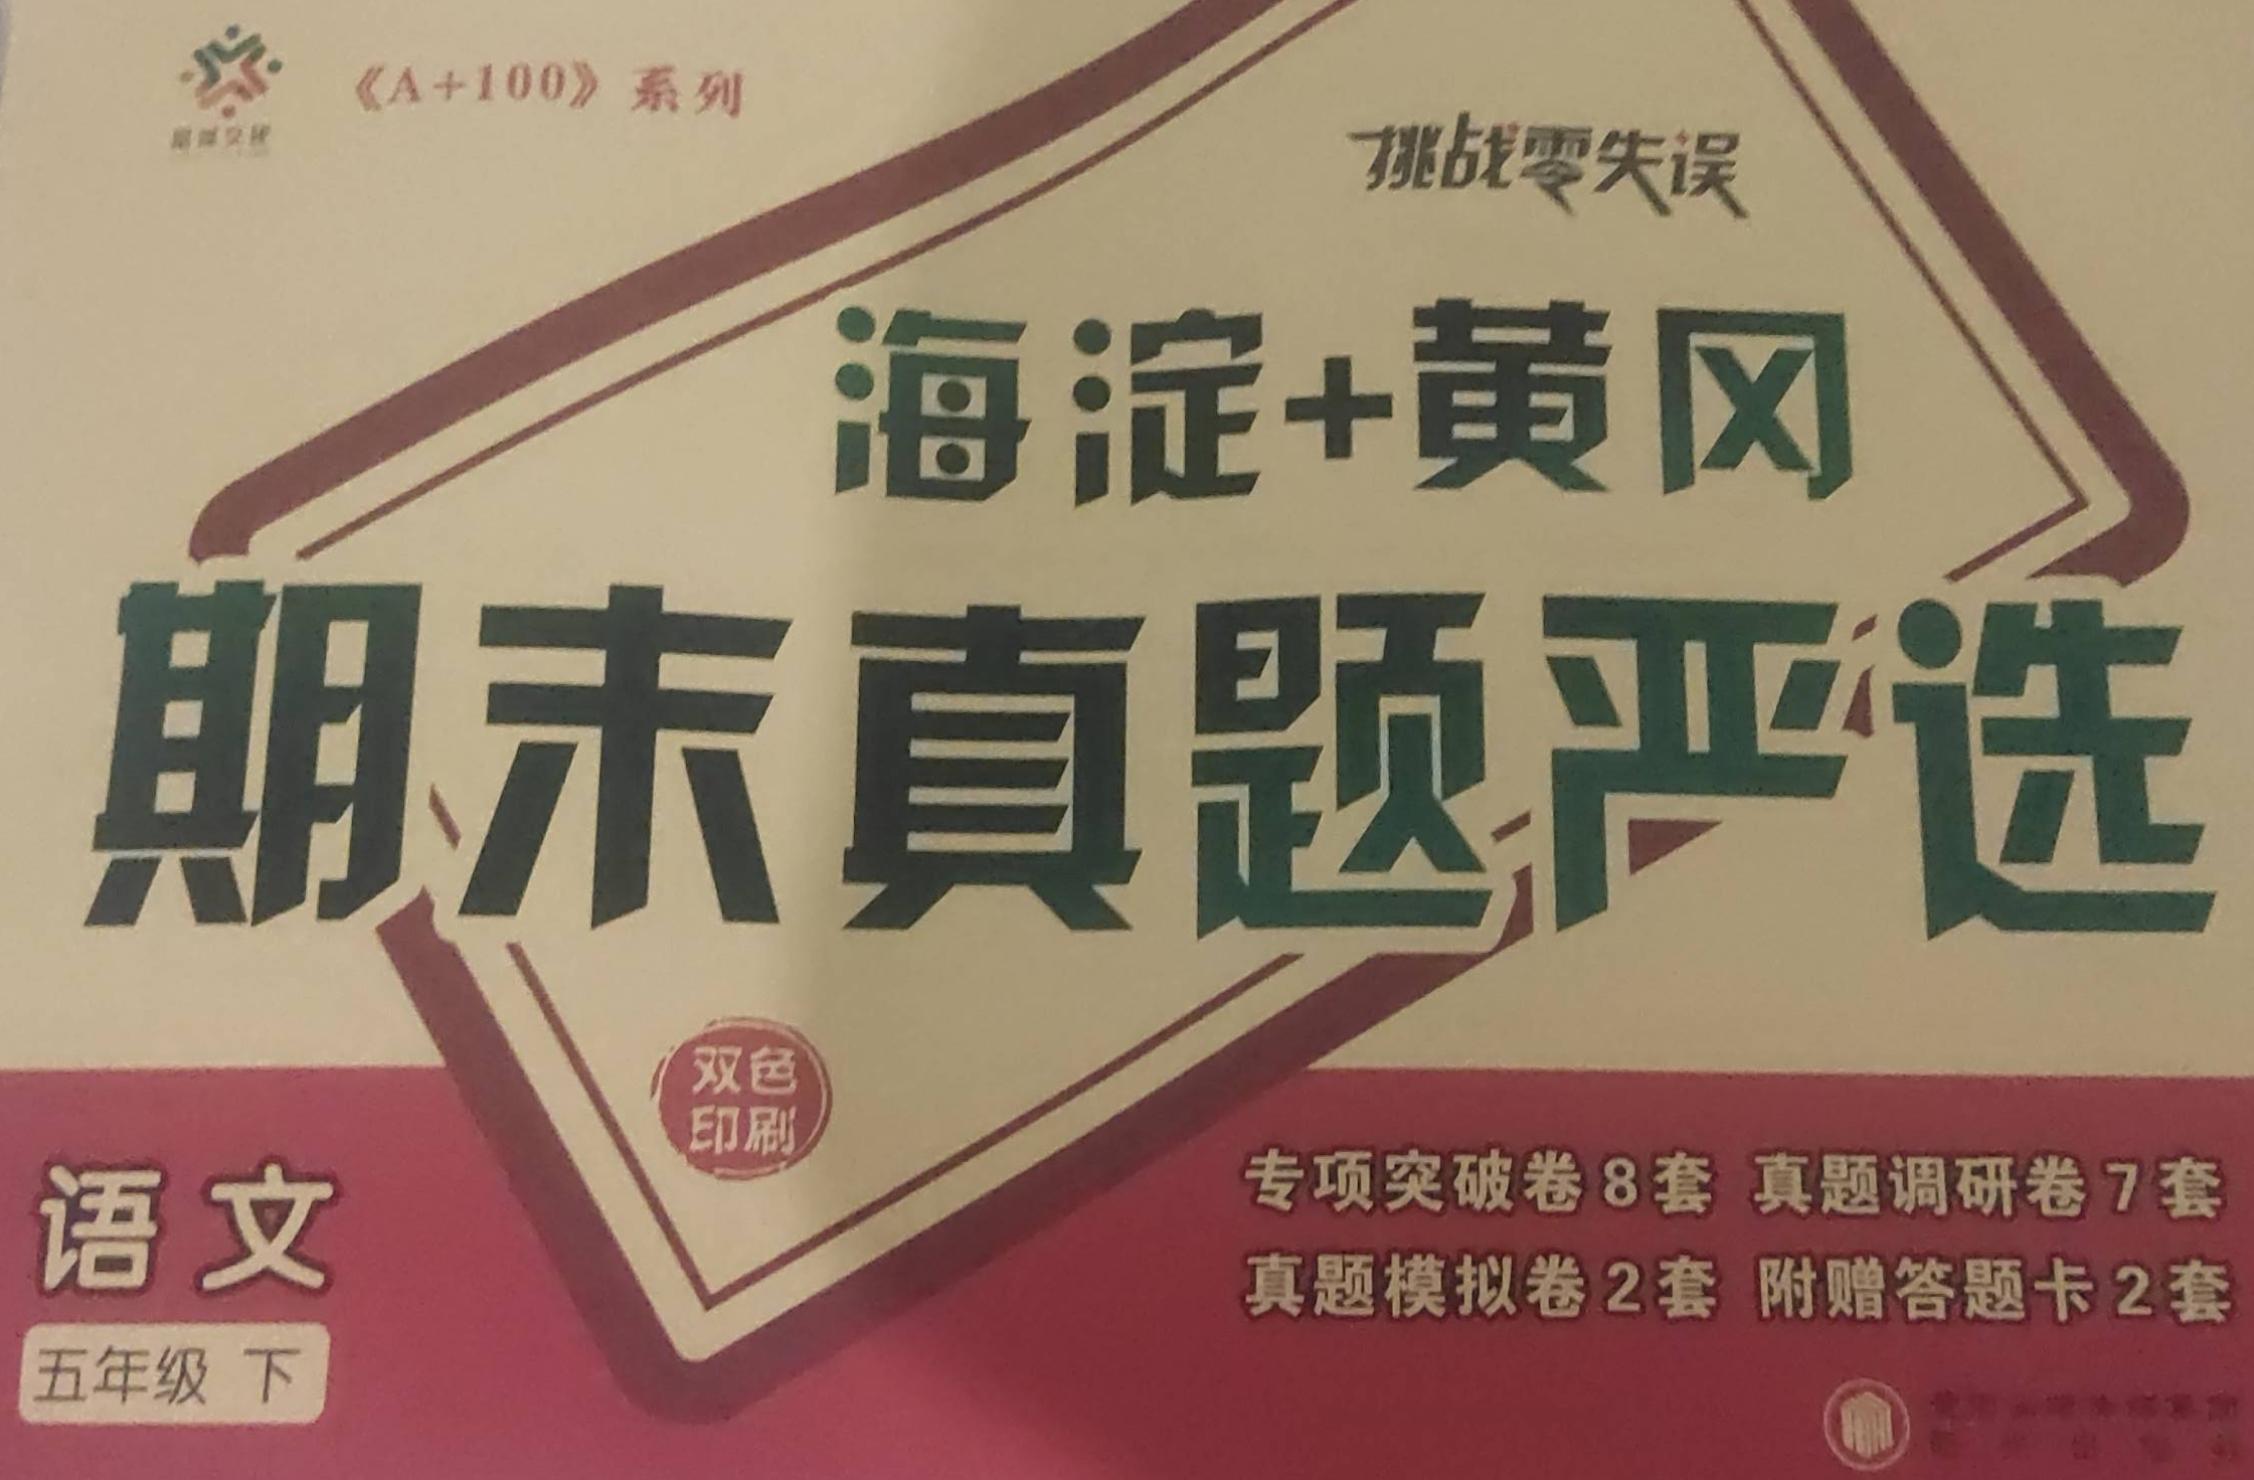 《A+100》系列
挑战零失误
海淀+黄冈
期末真题严选
双色
印刷
语文
五年级 下
专项突破卷8套 真题调研卷7套
真题模拟卷2套 附赠答题卡2套